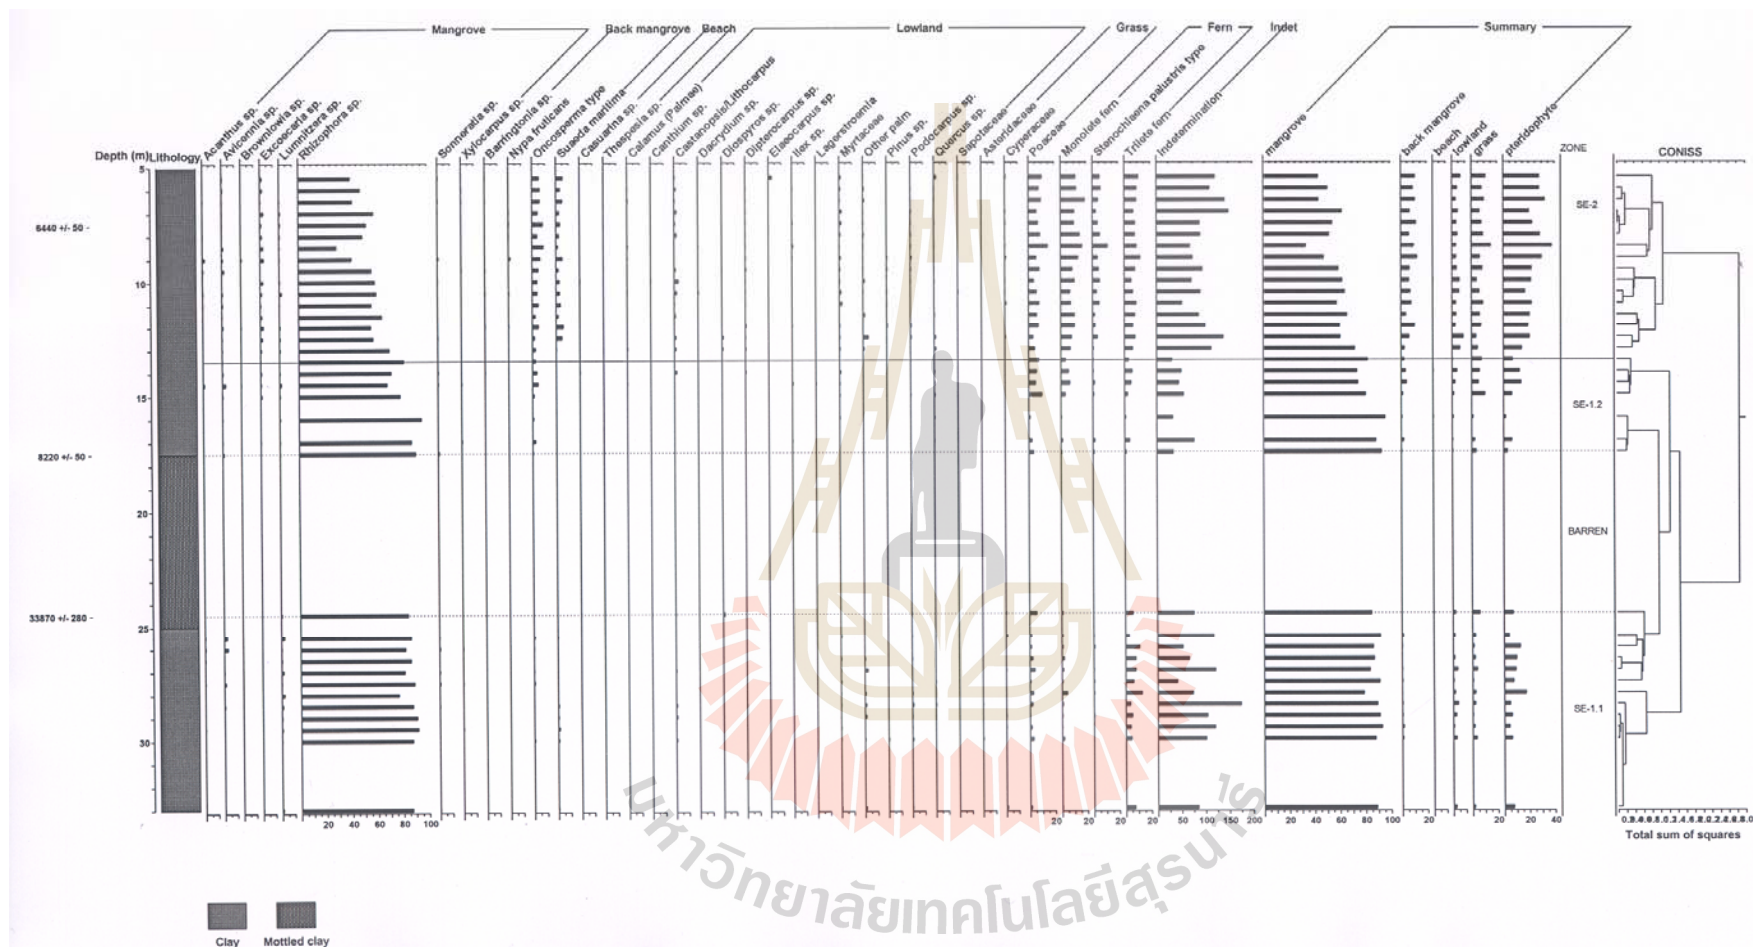 Mangrove Back mangrove Beach Lowland Grass Fern Indet Summary
Depth (m) Lithology Acanthus sp. Avicennia sp. Brownlowia sp. Excoecaria sp. Lumnitzera sp. Rhizophora sp. Sonneratia sp. Xylocarpus sp. Barringtonia sp. Nypa fruticans Oncosperma type Suaeda maritima Casuarina sp. Thespesia sp. Calamus (Palmae) Canthium sp. Castanopsis/Lithocarpus Dacrydium sp. Diospyros sp. Dipterocarpus sp. Elaeocarpus sp. Ilex sp. Lagerstroemia Myrtaceae Other palm Pinus sp. Podocarpus sp. Quercus sp. Sapotaceae Asteridaceae Cyperaceae Poaceae Monolete fern Stenochlaena palustris type Trilete fern Indetermination mangrove back mangrove beach lowland grass pteridophyte ZONE CONISS
5
SE-2
6440 +/- 50
10
15
SE-1.2
8220 +/- 50
20
BARREN
33870 +/- 280
25
SE-1.1
30
20 40 60 80 100 20 20 20 20 50 100 150 200 20 40 60 80 100 20 20 40
Total sum of squares
มหาวิทยาลัยเทคโนโลยีสุรนารี
Clay Mottled clay